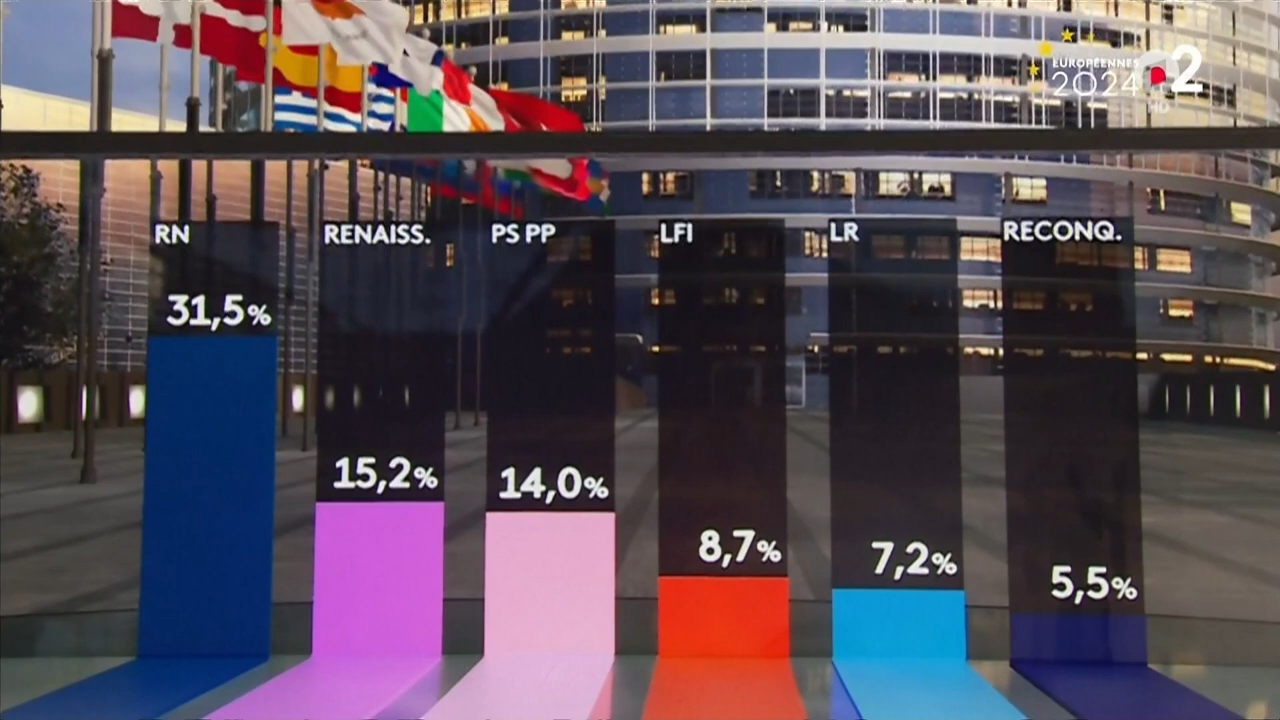 EUROPÉENNES
2024
2
HD
RN
31,5%
RENAISS.
15,2%
PS PP
14,0%
LFI
8,7%
LR
7,2%
RECONQ.
5,5%